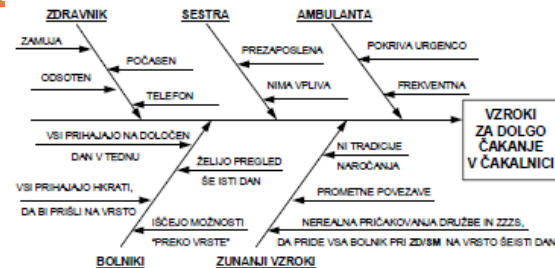 ZDRAVNIK
SESTRA
AMBULANTA
ZAMUJA
POČASEN
ODSOTEN
TELEFON
PREZAPOSLENA
NIMA VPLIVA
POKRIVA URGENCO
FREKVENTNA
VZROKI
ZA DOLGO
ČAKANJE
V ČAKALNICI
VSI PRIHAJAJO NA DOLOČEN
DAN V TEDNU
ŽELIJO PREGLED
ŠE ISTI DAN
VSI PRIHAJAJO HKRATI,
DA BI PRIŠLI NA VRSTO
IŠČEJO MOŽNOSTI
"PREKO VRSTE"
NI TRADICIJE
NAROČANJA
PROMETNE POVEZAVE
NEREALNA PRIČAKOVANJA DRUŽBE IN ZZZS,
DA PRIDE VSA BOLNIK PRI ZD/SM NA VRSTO ŠEISTI DAN
BOLNIKI
ZUNANJI VZROKI